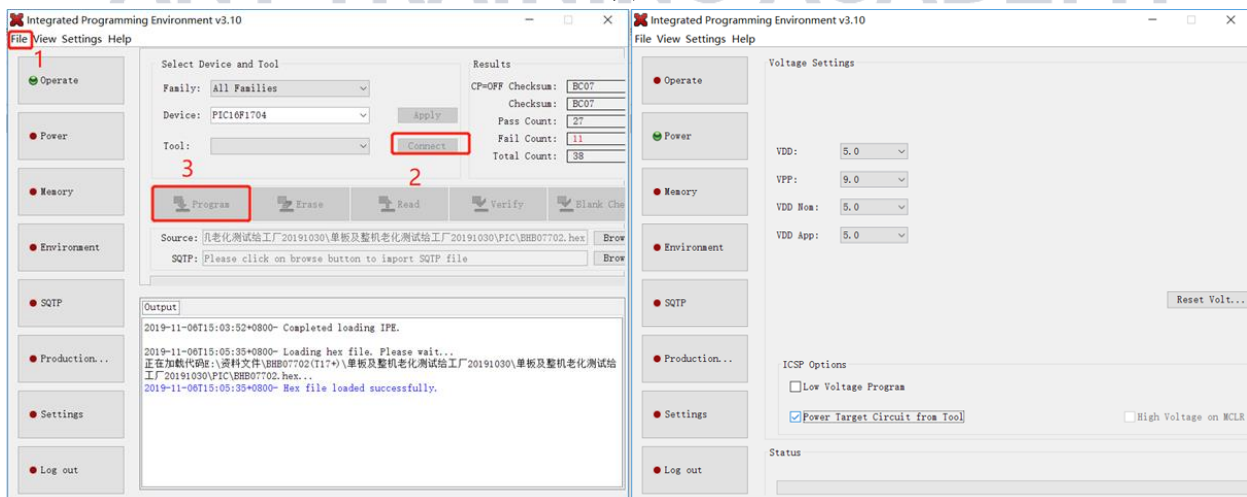 Integrated Programming Environment v3.10
File View Settings Help
1
Operate
Power
Memory
Environment
SQTP
Production...
Settings
Log out
Select Device and Tool
Family: All Families
Device: PIC16F1704
Apply
Tool:
Connect
3
2
Results
CP=OFF Checksum: BC07
Checksum: BC07
Pass Count: 27
Fail Count: 11
Total Count: 38
Program
Erase
Read
Verify
Blank Che
Source: 几老化测试给工厂20191030\单板及整机老化测试给工厂20191030\PIC\BHB07702.hex Brow
SQTP: Please click on browse button to import SQTP file Brow
Output
2019-11-06T15:03:52+0800- Completed loading IPE.
2019-11-06T15:05:35+0800- Loading hex file. Please wait...
正在加载代码E:\资料文件\BHB07702(T17+)\单板及整机老化测试给工厂20191030\单板及整机老化测试给
工厂20191030\PIC\BHB07702.hex...
2019-11-06T15:05:35+0800- Hex file loaded successfully.
Integrated Programming Environment v3.10
File View Settings Help
Operate
Power
Memory
Environment
SQTP
Production...
Settings
Log out
Voltage Settings
VDD: 5.0
VPP: 9.0
VDD Nom: 5.0
VDD App: 5.0
Reset Volt...
ICSP Options
Low Voltage Program
Power Target Circuit from Tool
High Voltage on MCLR
Status